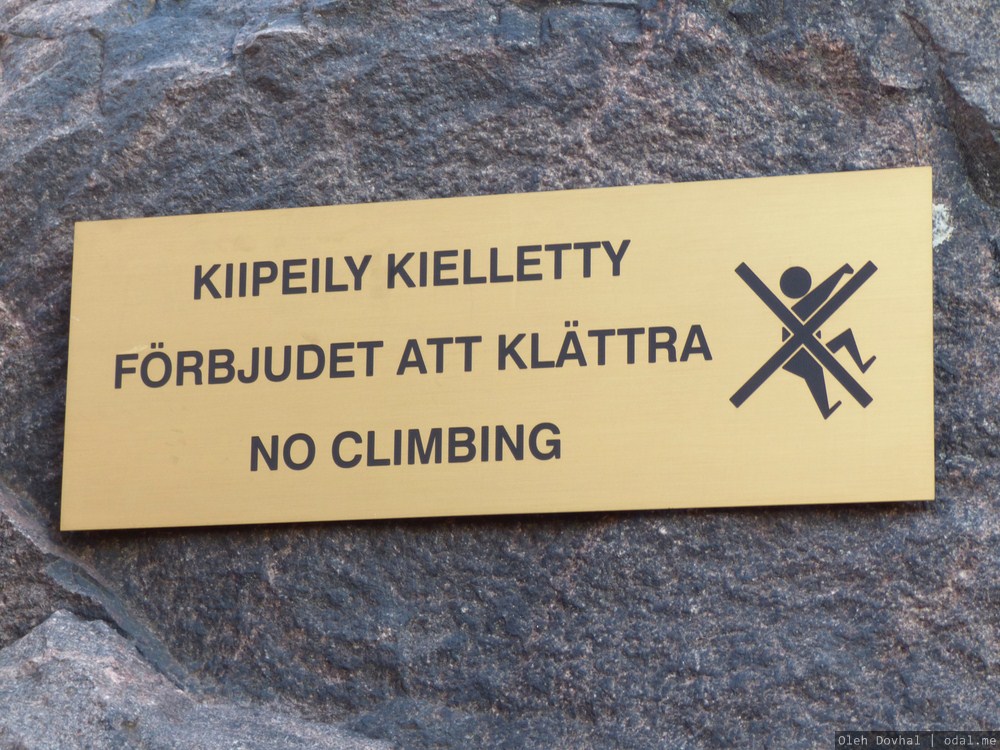 KIIPEILY KIELLETTY
FÖRBJUDET ATT KLÄTTRA
NO CLIMBING
Oleh Dovhal | odal.me